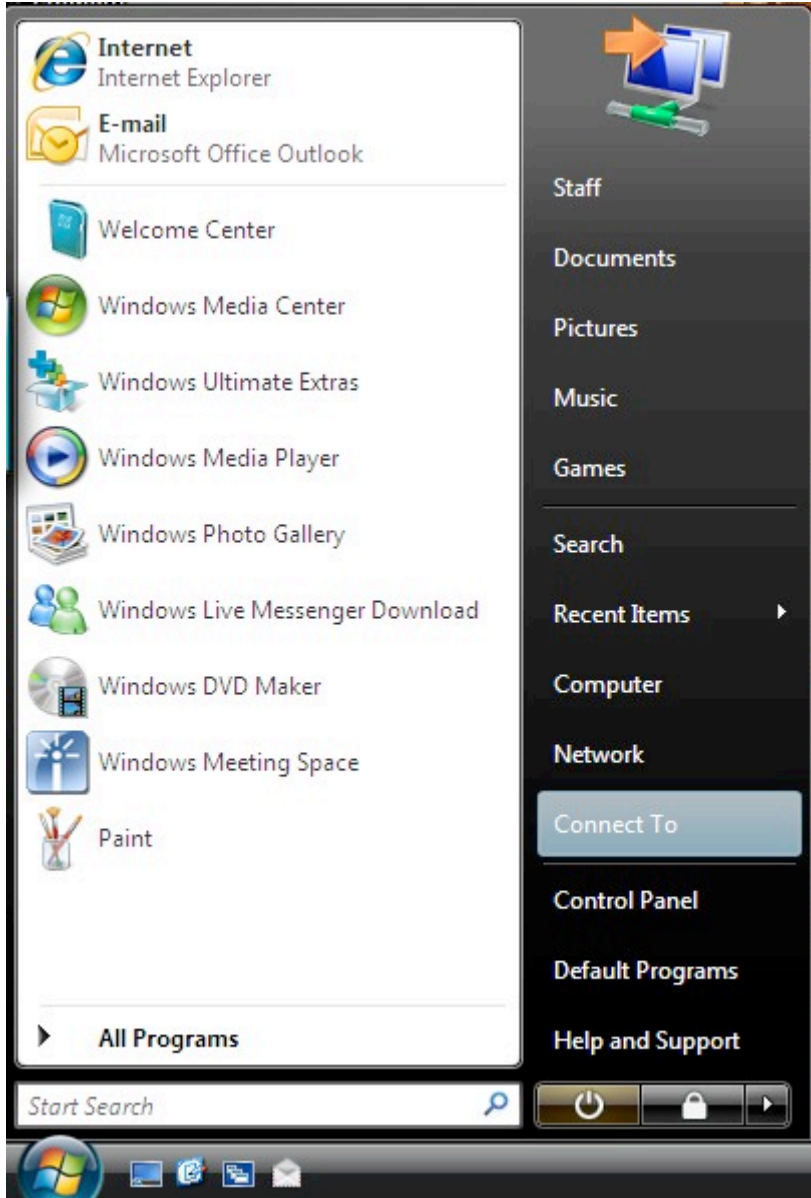 Internet
Internet Explorer
E-mail
Microsoft Office Outlook
Welcome Center
Windows Media Center
Windows Ultimate Extras
Windows Media Player
Windows Photo Gallery
Windows Live Messenger Download
Windows DVD Maker
Windows Meeting Space
Paint
All Programs
Start Search
Staff
Documents
Pictures
Music
Games
Search
Recent Items
Computer
Network
Connect To
Control Panel
Default Programs
Help and Support